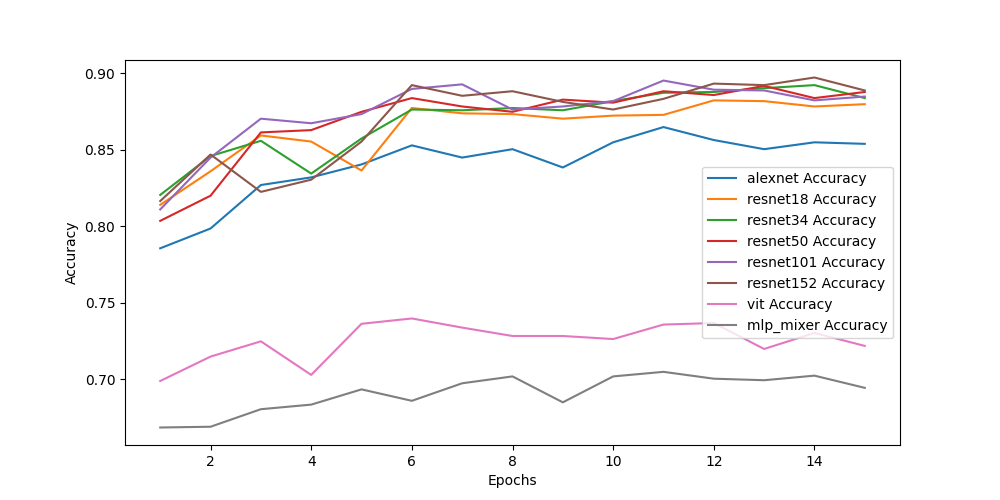 0.90
0.85
0.80
0.75
0.70
Accuracy
2 4 6 8 10 12 14
Epochs
alexnet Accuracy
resnet18 Accuracy
resnet34 Accuracy
resnet50 Accuracy
resnet101 Accuracy
resnet152 Accuracy
vit Accuracy
mlp_mixer Accuracy